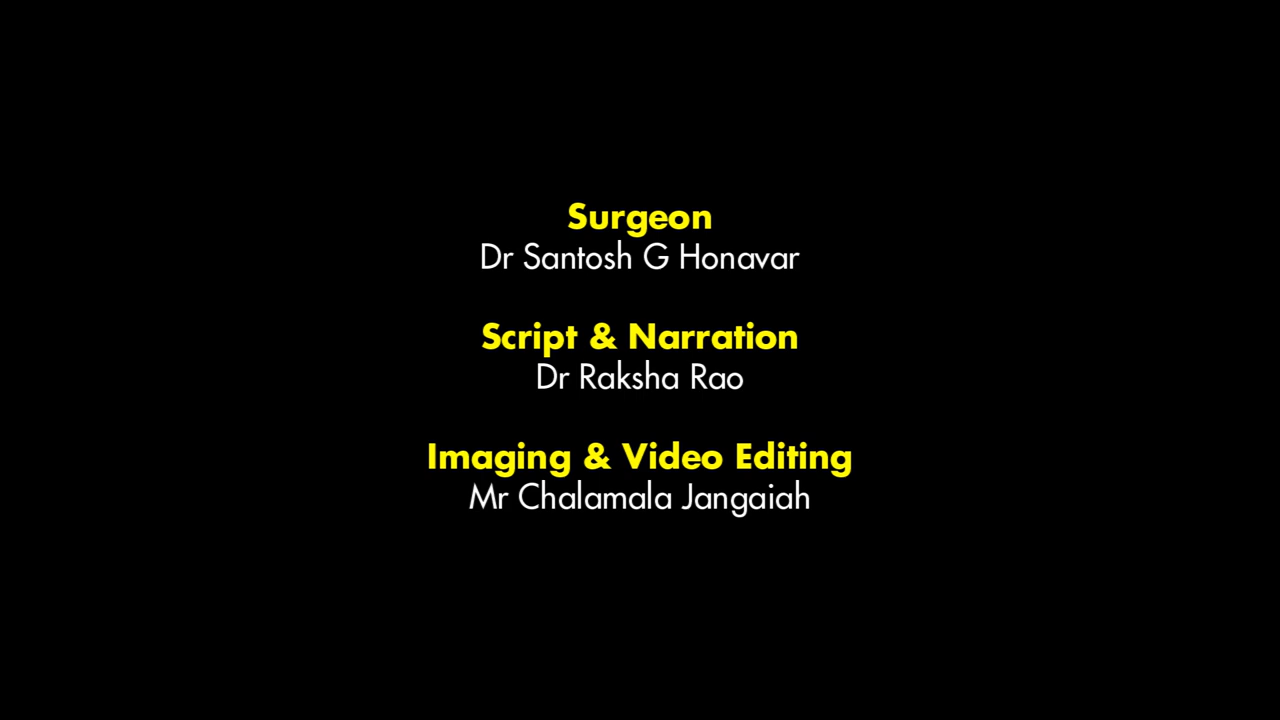 Surgeon
Dr Santosh G Honavar
Script & Narration
Dr Raksha Rao
Imaging & Video Editing
Mr Chalamala Jangaiah